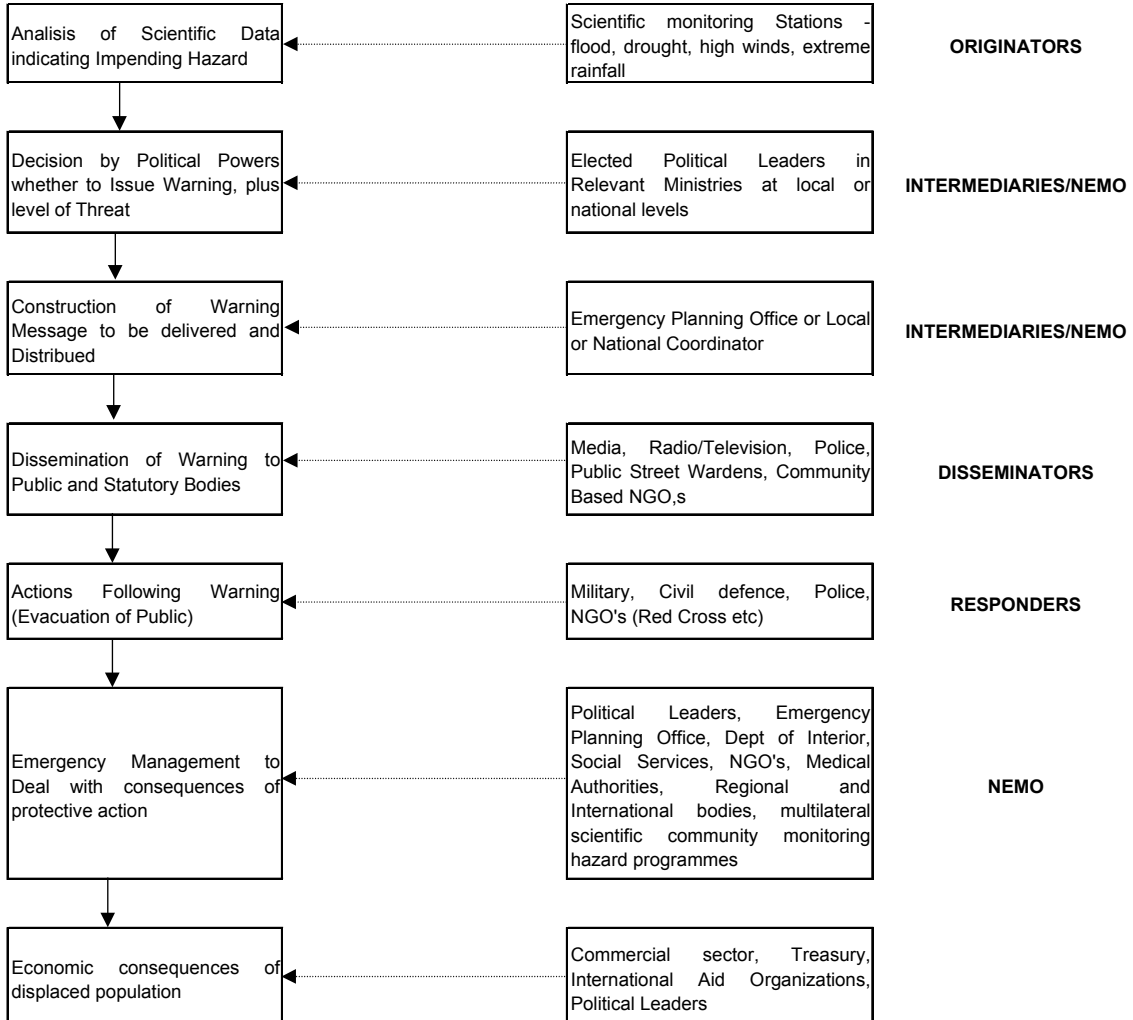 Analisis of Scientific Data
indicating Impending Hazard
Scientific monitoring Stations -
flood, drought, high winds, extreme
rainfall
ORIGINATORS
Decision by Political Powers
whether to Issue Warning, plus
level of Threat
Elected Political Leaders in
Relevant Ministries at local or
national levels
INTERMEDIARIES/NEMO
Construction of Warning
Message to be delivered and
Distribued
Emergency Planning Office or Local
or National Coordinator
INTERMEDIARIES/NEMO
Dissemination of Warning to
Public and Statutory Bodies
Media, Radio/Television, Police,
Public Street Wardens, Community
Based NGO,s
DISSEMINATORS
Actions Following Warning
(Evacuation of Public)
Military, Civil defence, Police,
NGO's (Red Cross etc)
RESPONDERS
Emergency Management to
Deal with consequences of
protective action
Political Leaders, Emergency
Planning Office, Dept of Interior,
Social Services, NGO's, Medical
Authorities, Regional and
International bodies, multilateral
scientific community monitoring
hazard programmes
NEMO
Economic consequences of
displaced population
Commercial sector, Treasury,
International Aid Organizations,
Political Leaders